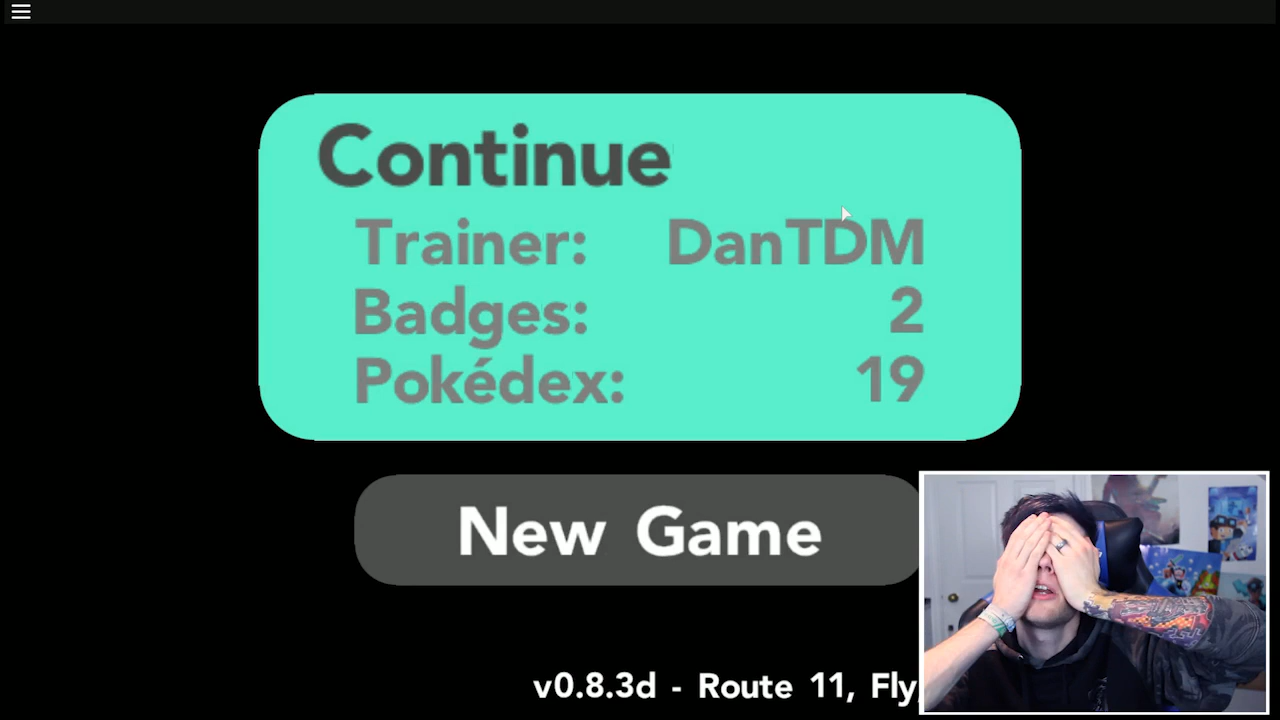 Continue
Trainer: DanTDM
Badges: 2
Pokédex: 19
New Game
v0.8.3d - Route 11, Fly,